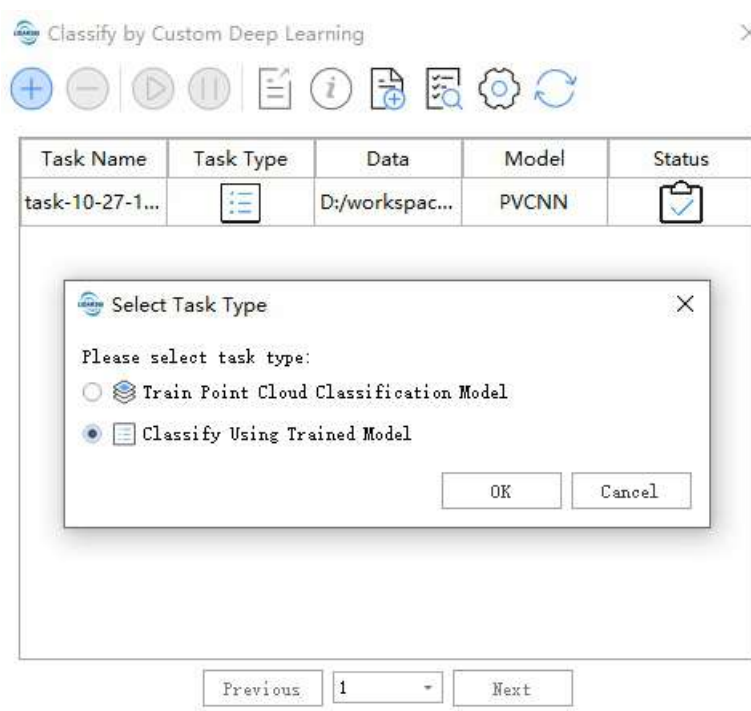 Classify by Custom Deep Learning
Task Name Task Type Data Model Status
task-10-27-1... D:/workspac... PVCNN
Select Task Type
Please select task type:
Train Point Cloud Classification Model
Classify Using Trained Model
OK Cancel
Previous 1 Next